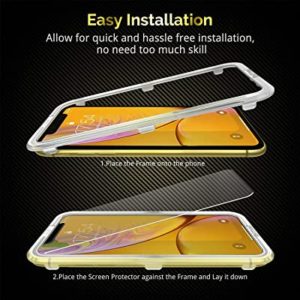 Easy Installation
Allow for quick and hassle free installation,
no need too much skill
1.Place the Frame onto the phone
2.Place the Screen Protector against the Frame and Lay it down